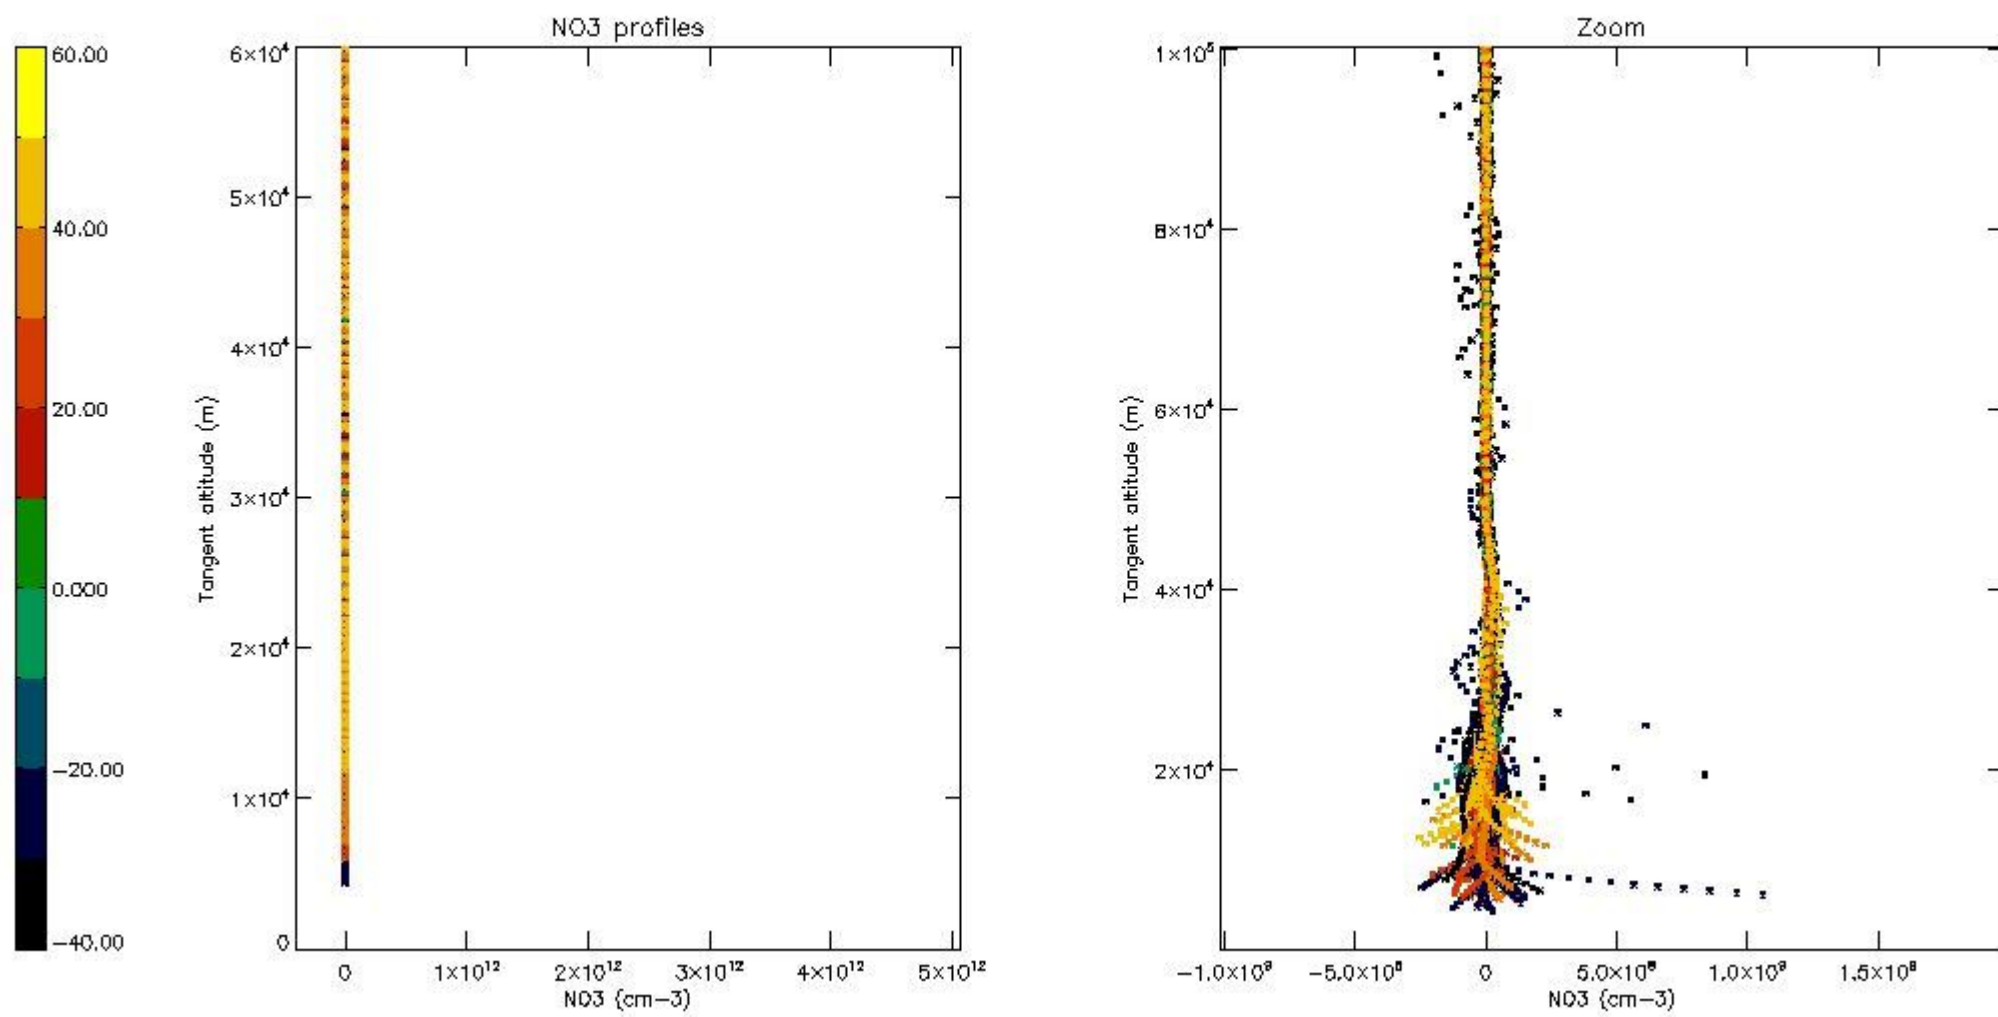 NO3 profiles
60.00
40.00
20.00
0.000
-20.00
-40.00
6×10⁴
5×10⁴
4×10⁴
3×10⁴
2×10⁴
1×10⁴
0
Tangent altitude (m)
0 1×10¹² 2×10¹² 3×10¹² 4×10¹² 5×10¹²
NO3 (cm-3)
Zoom
1×10⁵
8×10⁴
6×10⁴
4×10⁴
2×10⁴
Tangent altitude (m)
-1.0×10⁹ -5.0×10⁸ 0 5.0×10⁸ 1.0×10⁹ 1.5×10⁹
NO3 (cm-3)